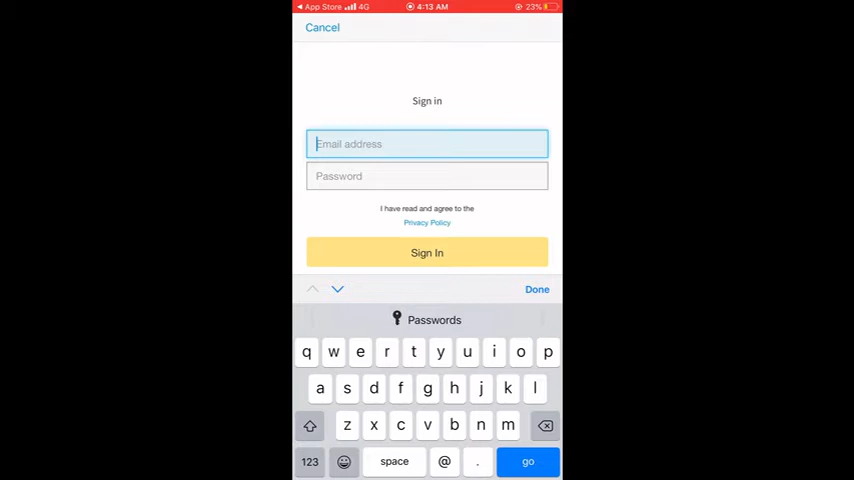 App Store 4G 4:13 AM 23%
Cancel
Sign in
Email address
Password
I have read and agree to the
Privacy Policy
Sign In
Done
Passwords
q w e r t y u i o p
a s d f g h j k l
z x c v b n m
123 space @ . go